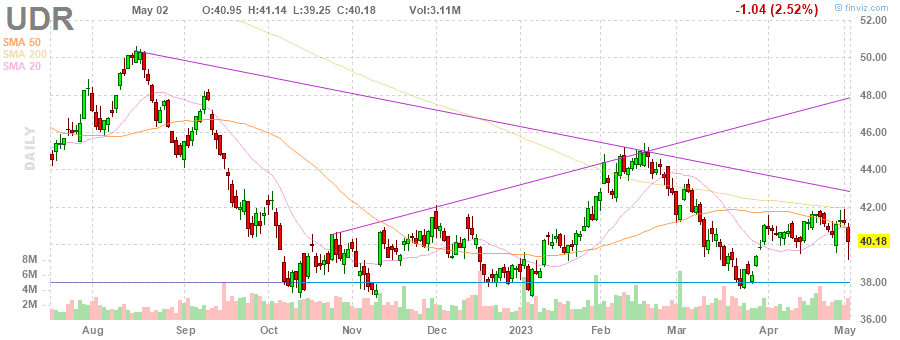 UDR May 02 O:40.95 H:41.14 L:39.25 C:40.18 Vol:3.11M -1.04 (2.52%) © finviz.com
SMA 50
SMA 200
SMA 20
DAILY
52.00
50.00
48.00
46.00
44.00
42.00
40.18
38.00
36.00
8M
6M
4M
2M
Aug Sep Oct Nov Dec 2023 Feb Mar Apr May